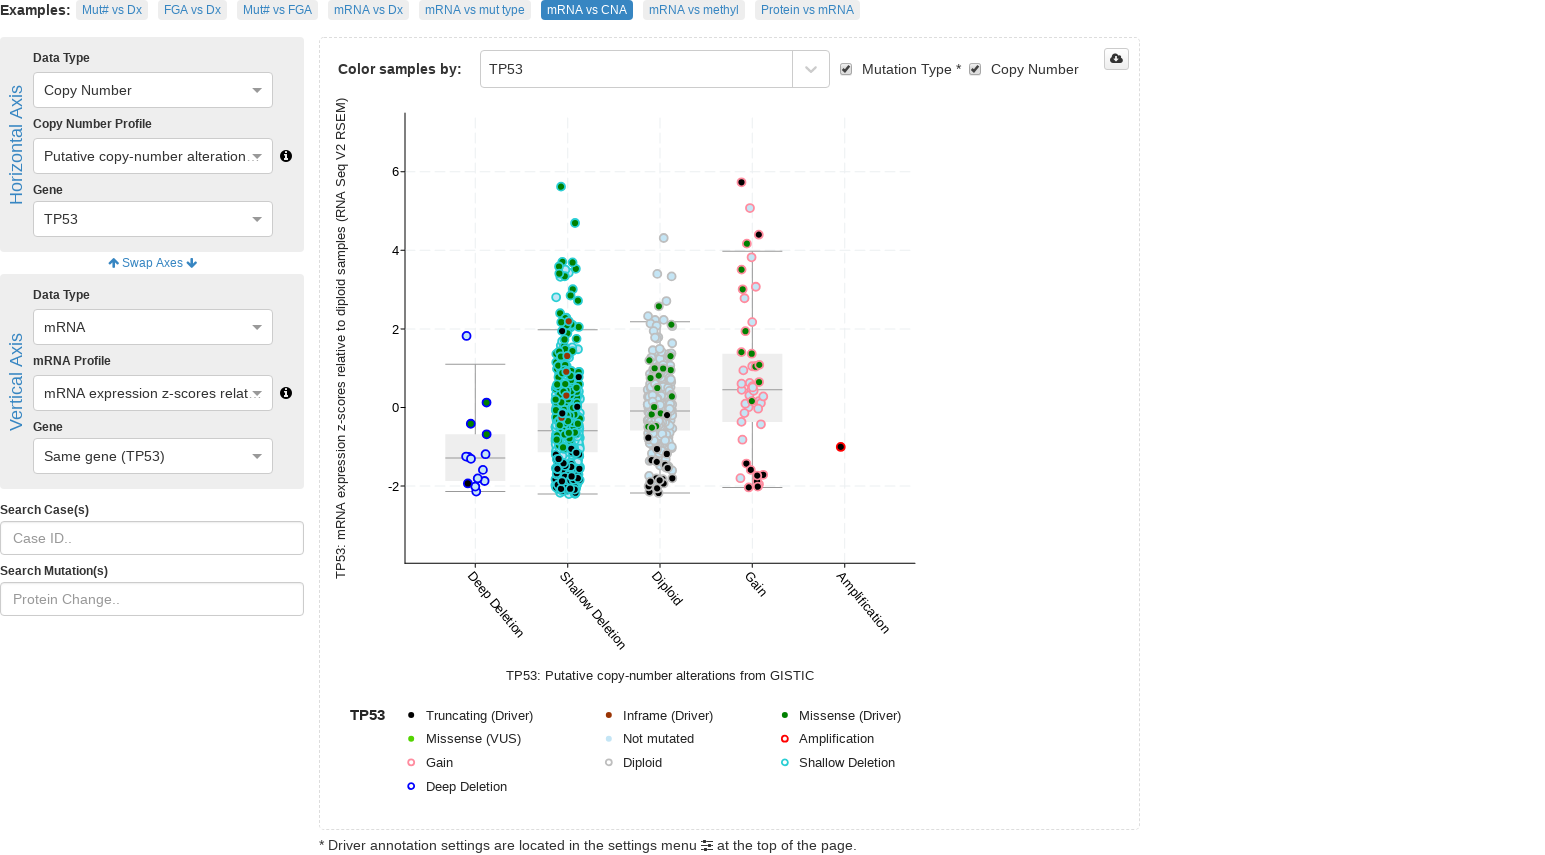 Examples: Mut# vs Dx FGA vs Dx Mut# vs FGA mRNA vs Dx mRNA vs mut type mRNA vs CNA mRNA vs methyl Protein vs mRNA
Horizontal Axis
Data Type
Copy Number
Copy Number Profile
Putative copy-number alteration...
Gene
TP53
Swap Axes
Vertical Axis
Data Type
mRNA
mRNA Profile
mRNA expression z-scores relat...
Gene
Same gene (TP53)
Search Case(s)
Case ID..
Search Mutation(s)
Protein Change..
Color samples by: TP53 Mutation Type * Copy Number
TP53: mRNA expression z-scores relative to diploid samples (RNA Seq V2 RSEM)
6
4
2
0
-2
Deep Deletion
Shallow Deletion
Diploid
Gain
Amplification
TP53: Putative copy-number alterations from GISTIC
TP53 Truncating (Driver) Inframe (Driver) Missense (Driver)
Missense (VUS) Not mutated Amplification
Gain Diploid Shallow Deletion
Deep Deletion
* Driver annotation settings are located in the settings menu at the top of the page.